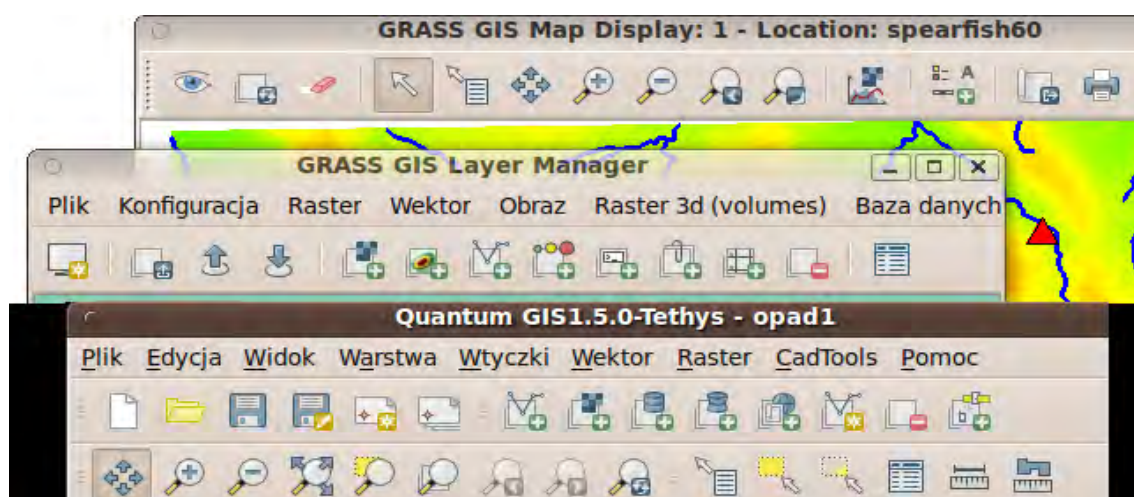 GRASS GIS Map Display: 1 - Location: spearfish60
GRASS GIS Layer Manager
Plik Konfiguracja Raster Wektor Obraz Raster 3d (volumes) Baza danych
Quantum GIS1.5.0-Tethys - opad1
Plik Edycja Widok Warstwa Wtyczki Wektor Raster CadTools Pomoc